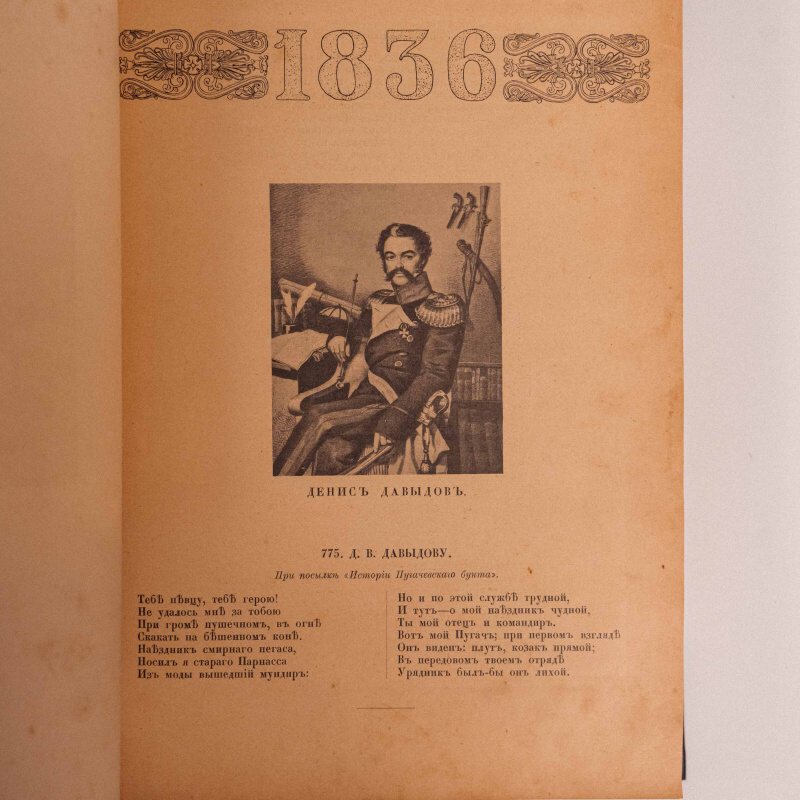 1836
ДЕНИСЪ ДАВЫДОВЪ.
775. Д. В. ДАВЫДОВУ.
При посылкѣ «Исторіи Пугачевскаго бунта».
Тебѣ пѣвцу, тебѣ герою!
Не удалось мнѣ за тобою
При громѣ пушечном, въ огнѣ
Скакать на бѣшенномъ конѣ.
Наѣздникъ смирнаго пегаса,
Носилъ я стараго Парнасса
Изъ моды вышедшій мундиръ:
Но и по этой службѣ трудной,
И тутъ—о мой наѣздникъ чудной,
Ты мой отецъ и командиръ.
Вотъ мой Пугачъ; при первомъ взглядѣ
Онъ виденъ: плутъ, козакъ прямой;
Въ передовомъ твоемъ отрядѣ
Урядникъ былъ-бы онъ лихой.